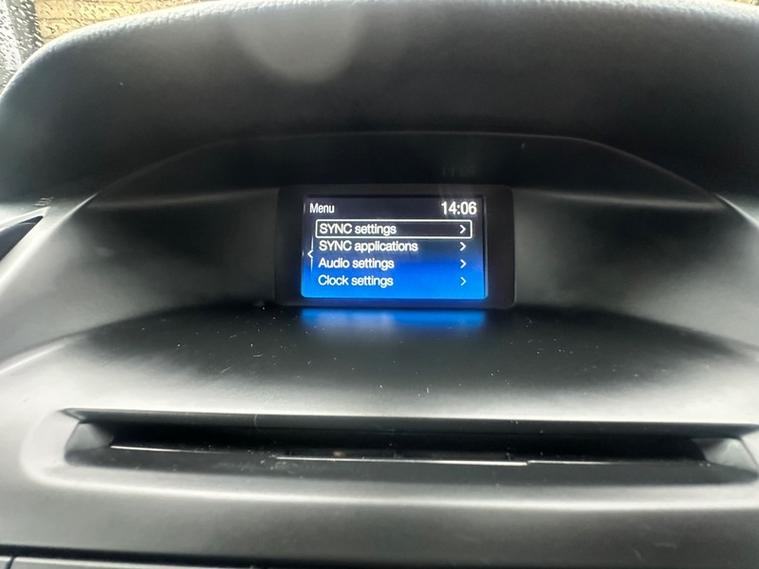 Menu 14:06
SYNC settings
SYNC applications
Audio settings
Clock settings